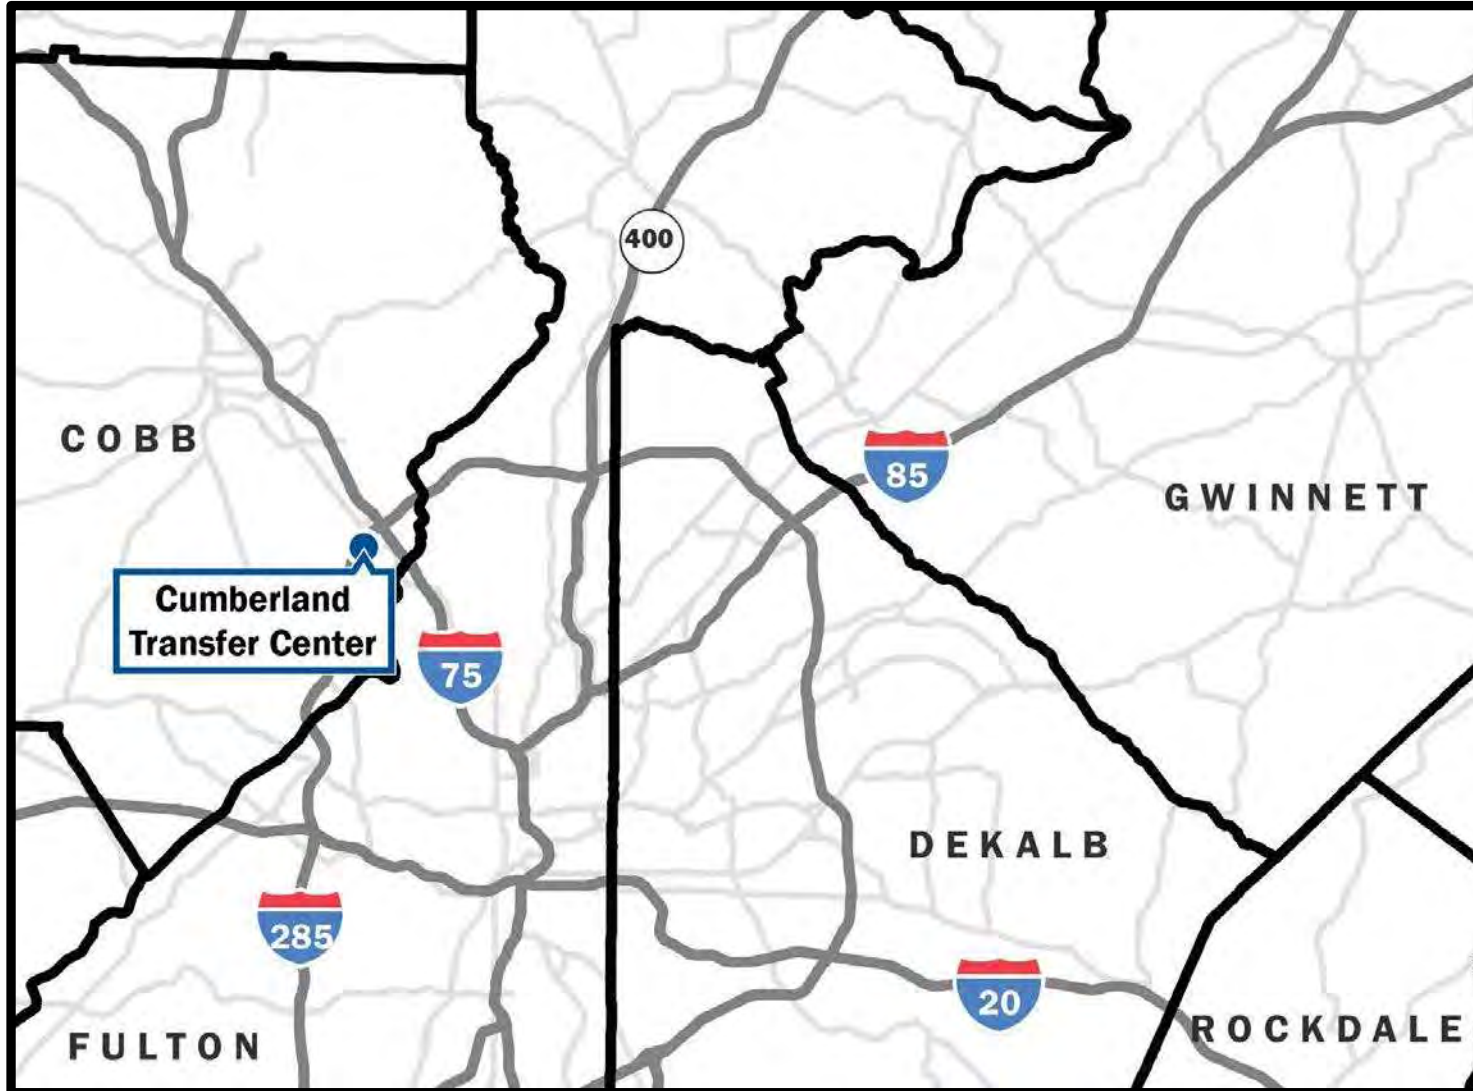 400
COBB
85
GWINNETT
Cumberland
Transfer Center
75
DEKALB
285
20
ROCKDALE
FULTON